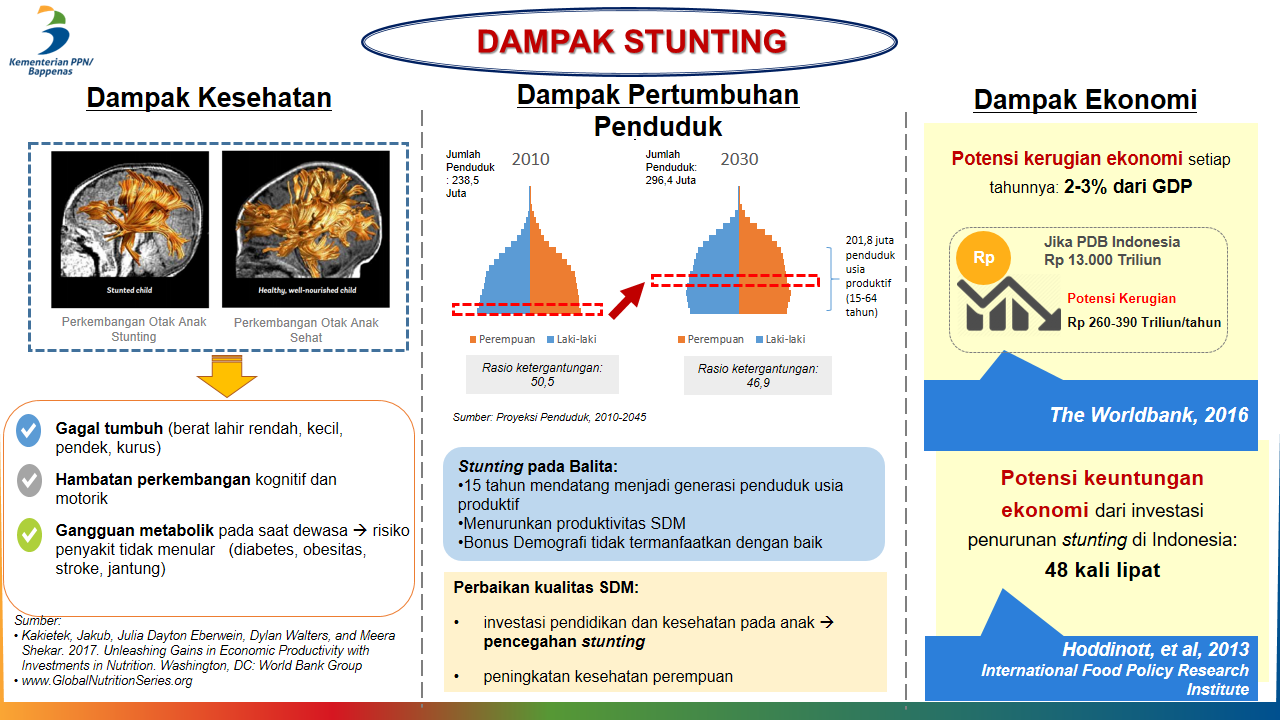 Kementerian PPN/
Bappenas
DAMPAK STUNTING
Dampak Kesehatan
Stunted child
Healthy, well-nourished child
Perkembangan Otak Anak
Stunting
Perkembangan Otak Anak
Sehat
Gagal tumbuh (berat lahir rendah, kecil,
pendek, kurus)
Hambatan perkembangan kognitif dan
motorik
Gangguan metabolik pada saat dewasa → risiko
penyakit tidak menular (diabetes, obesitas,
stroke, jantung)
Sumber:
• Kakietek, Jakub, Julia Dayton Eberwein, Dylan Walters, and Meera
Shekar. 2017. Unleashing Gains in Economic Productivity with
Investments in Nutrition. Washington, DC: World Bank Group
• www.GlobalNutritionSeries.org
Dampak Pertumbuhan
Penduduk
Jumlah
Penduduk
: 238,5
Juta
2010
Jumlah
Penduduk:
296,4 Juta
2030
201,8 juta
penduduk
usia
produktif
(15-64
tahun)
Perempuan
Laki-laki
Perempuan
Laki-laki
Rasio ketergantungan:
50,5
Rasio ketergantungan:
46,9
Sumber: Proyeksi Penduduk, 2010-2045
Stunting pada Balita:
•15 tahun mendatang menjadi generasi penduduk usia
produktif
•Menurunkan produktivitas SDM
•Bonus Demografi tidak termanfaatkan dengan baik
Perbaikan kualitas SDM:
• investasi pendidikan dan kesehatan pada anak →
pencegahan stunting
• peningkatan kesehatan perempuan
Dampak Ekonomi
Potensi kerugian ekonomi setiap
tahunnya: 2-3% dari GDP
Rp
Jika PDB Indonesia
Rp 13.000 Triliun
Potensi Kerugian
Rp 260-390 Triliun/tahun
The Worldbank, 2016
Potensi keuntungan
ekonomi dari investasi
penurunan stunting di Indonesia:
48 kali lipat
Hoddinott, et al, 2013
International Food Policy Research
Institute